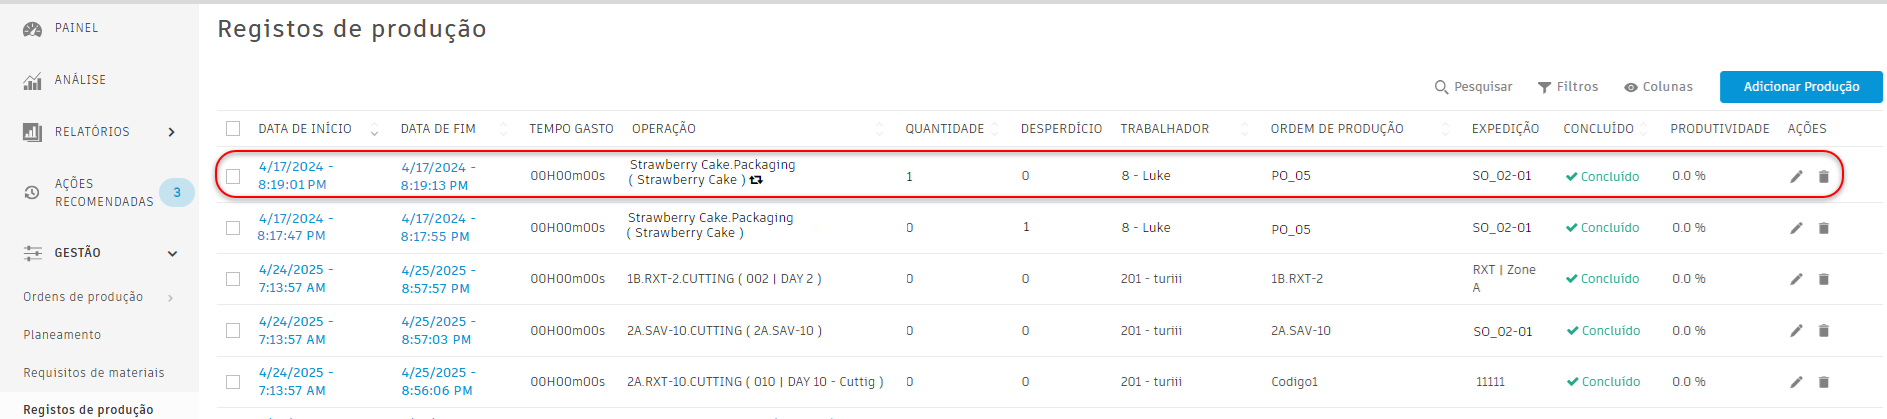 Registos de produção
PAINEL
ANÁLISE
RELATÓRIOS
AÇÕES
RECOMENDADAS
3
GESTÃO
Ordens de produção
Planeamento
Requisitos de materiais
Registos de produção
Pesquisar Filtros Colunas Adicionar Produção
DATA DE INÍCIO DATA DE FIM TEMPO GASTO OPERAÇÃO QUANTIDADE DESPERDÍCIO TRABALHADOR ORDEM DE PRODUÇÃO EXPEDIÇÃO CONCLUÍDO PRODUTIVIDADE AÇÕES
4/17/2024 - 4/17/2024 - Strawberry Cake.Packaging
8:19:01 PM 8:19:13 PM 00H00m00s ( Strawberry Cake ) 1 0 8 - Luke PO_05 SO_02-01 Concluído 0.0 %
4/17/2024 - 4/17/2024 - Strawberry Cake.Packaging
8:17:47 PM 8:17:55 PM 00H00m00s ( Strawberry Cake ) 0 1 8 - Luke PO_05 SO_02-01 Concluído 0.0 %
4/24/2025 - 4/25/2025 - RXT | Zone
7:13:57 AM 8:57:57 PM 00H00m00s 1B.RXT-2.CUTTING ( 002 | DAY 2 ) 0 0 201 - turiii 1B.RXT-2 A Concluído 0.0 %
4/24/2025 - 4/25/2025 -
7:13:57 AM 8:57:03 PM 00H00m00s 2A.SAV-10.CUTTING ( 2A.SAV-10 ) 0 0 201 - turiii 2A.SAV-10 SO_02-01 Concluído 0.0 %
4/24/2025 - 4/25/2025 -
7:13:57 AM 8:56:06 PM 00H00m00s 2A.RXT-10.CUTTING ( 010 | DAY 10 - Cuttig ) 0 0 201 - turiii Codigo1 11111 Concluído 0.0 %